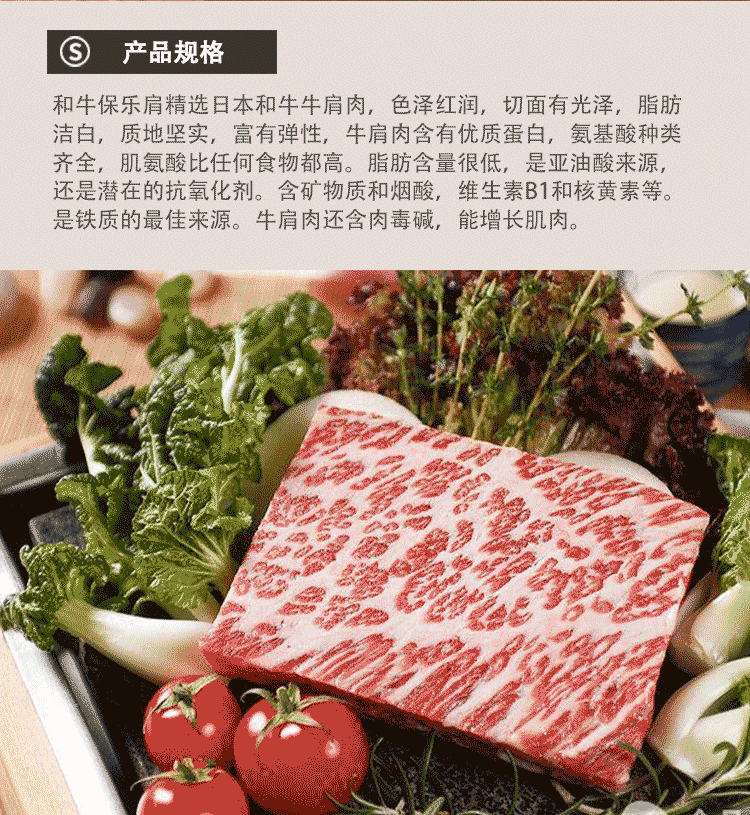 S 产品规格
和牛保乐肩精选日本和牛牛肩肉，色泽红润，切面有光泽，脂肪
洁白，质地坚实，富有弹性，牛肩肉含有优质蛋白，氨基酸种类
齐全，肌氨酸比任何食物都高。脂肪含量很低，是亚油酸来源，
还是潜在的抗氧化剂。含矿物质和烟酸，维生素B1和核黄素等。
是铁质的最佳来源。牛肩肉还含肉毒碱，能增长肌肉。